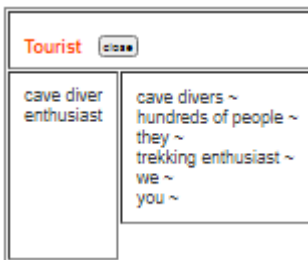 Tourist close
cave diver
enthusiast
cave divers ~
hundreds of people ~
they ~
trekking enthusiast ~
we ~
you ~